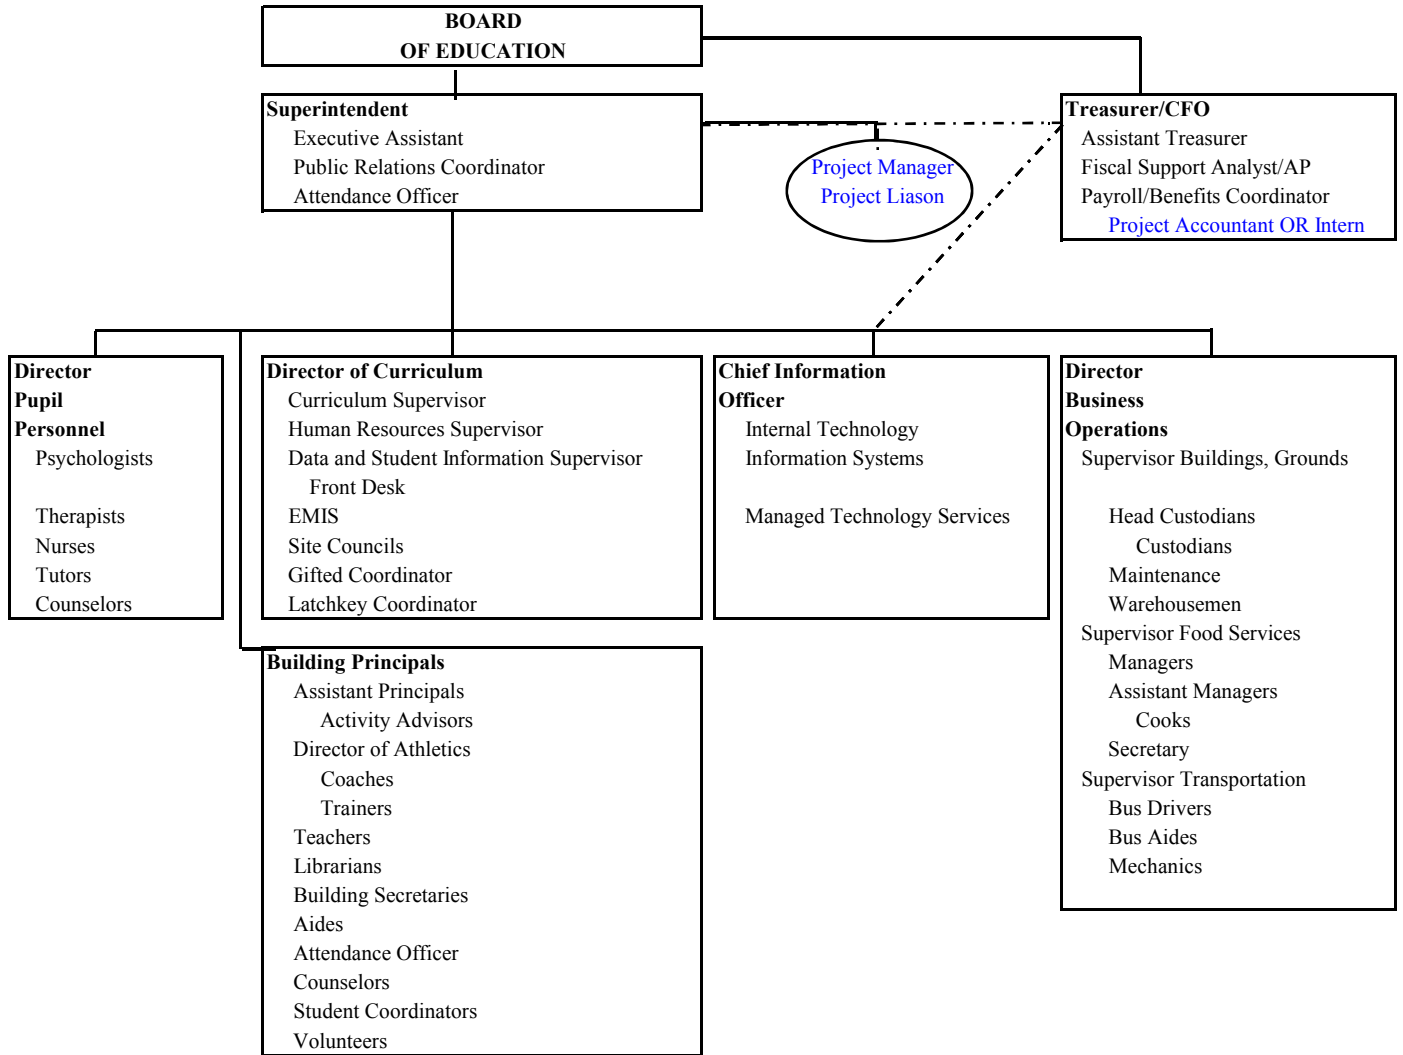 BOARD
OF EDUCATION
Superintendent
Executive Assistant
Public Relations Coordinator
Attendance Officer
Project Manager
Project Liason
Treasurer/CFO
Assistant Treasurer
Fiscal Support Analyst/AP
Payroll/Benefits Coordinator
Project Accountant OR Intern
Director
Pupil
Personnel
Psychologists
Therapists
Nurses
Tutors
Counselors
Director of Curriculum
Curriculum Supervisor
Human Resources Supervisor
Data and Student Information Supervisor
Front Desk
EMIS
Site Councils
Gifted Coordinator
Latchkey Coordinator
Chief Information
Officer
Internal Technology
Information Systems
Managed Technology Services
Director
Business
Operations
Supervisor Buildings, Grounds
Head Custodians
Custodians
Maintenance
Warehousemen
Supervisor Food Services
Managers
Assistant Managers
Cooks
Secretary
Supervisor Transportation
Bus Drivers
Bus Aides
Mechanics
Building Principals
Assistant Principals
Activity Advisors
Director of Athletics
Coaches
Trainers
Teachers
Librarians
Building Secretaries
Aides
Attendance Officer
Counselors
Student Coordinators
Volunteers